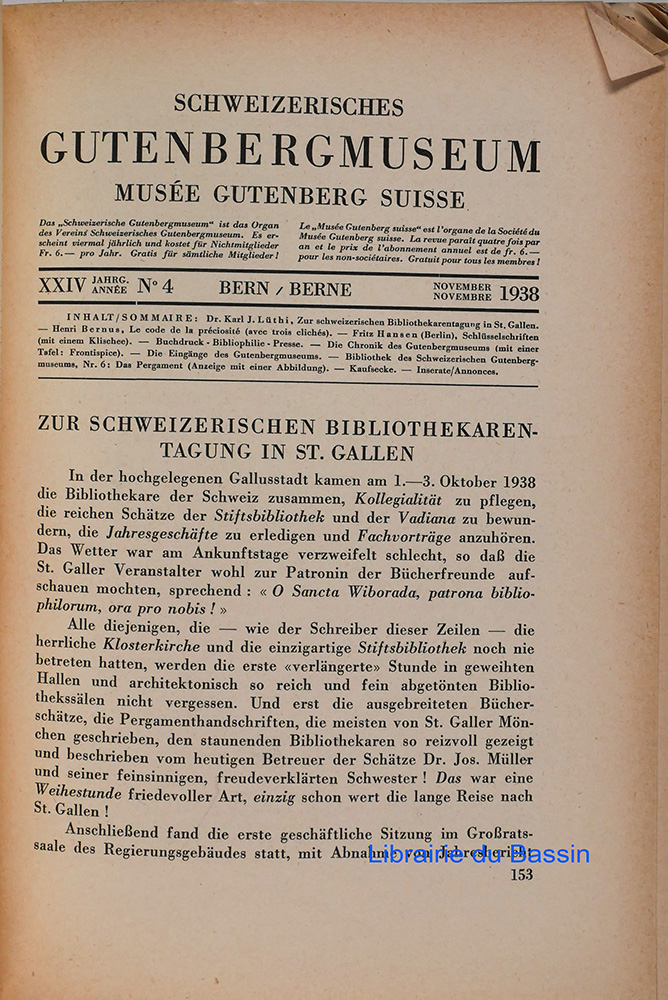 SCHWEIZERISCHES
GUTENBERGMUSEUM
MUSÉE GUTENBERG SUISSE
Das „Schweizerische Gutenbergmuseum“ ist das Organ
des Vereins Schweizerisches Gutenbergmuseum. Es er-
scheint viermal jährlich und kostet für Nichtmitglieder
Fr. 6.— pro Jahr. Gratis für sämtliche Mitglieder!
Le „Musée Gutenberg suisse“ est l'organe de la Société du
Musée Gutenberg suisse. La revue paraît quatre fois par
an et le prix de l'abonnement annuel est de fr. 6.—
pour les non-sociétaires. Gratuit pour tous les membres!
XXIV JAHRG. ANNÉE No 4 BERN / BERNE NOVEMBER NOVEMBRE 1938
INHALT/SOMMAIRE: Dr. Karl J. Lüthi, Zur schweizerischen Bibliothekarentagung in St. Gallen.
— Henri Bernus, Le code de la préciosité (avec trois clichés). — Fritz Hansen (Berlin), Schlüsselschriften
(mit einem Klischee). — Buchdruck-Bibliophilie-Presse. — Die Chronik des Gutenbergmuseums (mit einer
Tafel: Frontispice). — Die Eingänge des Gutenbergmuseums. — Bibliothek des Schweizerischen Gutenberg-
museums, Nr. 6: Das Pergament (Anzeige mit einer Abbildung). — Kaufsecke. — Inserate/Annonces.
ZUR SCHWEIZERISCHEN BIBLIOTHEKAREN-
TAGUNG IN ST. GALLEN
In der hochgelegenen Gallusstadt kamen am 1.—3. Oktober 1938
die Bibliothekare der Schweiz zusammen, Kollegialität zu pflegen,
die reichen Schätze der Stiftsbibliothek und der Vadiana zu bewun-
dern, die Jahresgeschäfte zu erledigen und Fachvorträge anzuhören.
Das Wetter war am Ankunftstage verzweifelt schlecht, so daß die
St. Galler Veranstalter wohl zur Patronin der Bücherfreunde auf-
schauen mochten, sprechend : « O Sancta Wiborada, patrona biblio-
philorum, ora pro nobis ! »
Alle diejenigen, die — wie der Schreiber dieser Zeilen — die
herrliche Klosterkirche und die einzigartige Stiftsbibliothek noch nie
betreten hatten, werden die erste «verlängerte» Stunde in geweihten
Hallen und architektonisch so reich und fein abgetönten Biblio-
thekssälen nicht vergessen. Und erst die ausgebreiteten Bücher-
schätze, die Pergamenthandschriften, die meisten von St. Galler Mön-
chen geschrieben, den staunenden Bibliothekaren so reizvoll gezeigt
und beschrieben vom heutigen Betreuer der Schätze Dr. Jos. Müller
und seiner feinsinnigen, freudeverklärten Schwester ! Das war eine
Weihestunde friedevoller Art, einzig schon wert die lange Reise nach
St. Gallen !
Anschließend fand die erste geschäftliche Sitzung im Großrats-
saale des Regierungsgebäudes statt, mit Abnahme von Jahresbericht
Librairie du Bassin
153